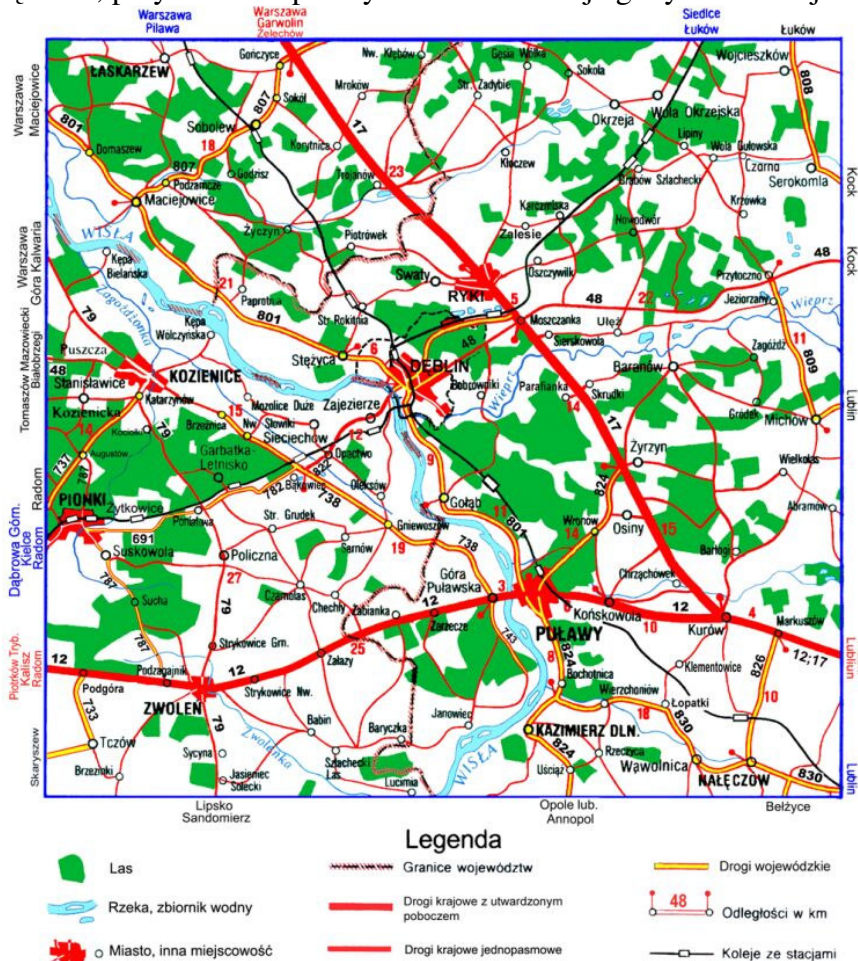 Warszawa
Pilawa
Warszawa
Garwolin
Żelechów
Siedlce
Łuków
Łuków
Warszawa
Maciejowice
Warszawa
Góra Kalwaria
Tomaszów Mazowiecki
Białobrzegi
Radom
Dąbrowa Górn.
Kielce
Radom
Piotrków Tryb.
Kalisz
Radom
Skaryszew
Kock
Kock
Lublin
Lubliun
Lublin
Gończyce
Nw. Kłębów
Gęsia Wólka
Wojcieszków
ŁASKARZEW
Sokola
808
Mroków
Str. Zadybie
807
Sokół
17
Okrzeja
Wola Okrzejska
801
Sobolew
Lipiny
Domaszew
18
Korytnica
Wola Gułowska
807
Kłoczew
Czarna
Podzamcze
Godzisz
Trojanów
23
Grabów Szlachecki
Serokomla
Maciejowice
Karczmiska
Krzówka
WISŁA
Życzyn
Zalesie
Nowodwór
Piotrówek
Kępa
Bielańska
Oszczywilk
48
Swaty
Przytoczno
79
21
Paprotnia
RYKI
22
Zagożdżonka
801
5
48
Jeziorzany
Wieprz
Kępa
Wólczyńska
Str. Rokitnia
Moszczanka
Ułęż
11
Puszcza
Stężyca
6
48
Sierskowola
Baranów
Zagóźdź
48
KOZIENICE
DĘBLIN
809
Stanisławice
Bobrowniki
Wieprz
Parafianka
Skrudki
Kozienicka
Katarzynów
Mozolice Duże
Zajezierze
14
Gródek
Michów
14
15
Nw. Słowiki
17
Brzeźnica
Sieciechów
12
Kociołki
79
Żyrzyn
737
Augustów
Garbatka-
Letnisko
822
Opactwo
9
Wielkolas
787
Bąkowiec
824
PIONKI
Żytkowice
782
738
Oleksów
Gołąb
Abramów
Poniatwa
11
801
Wronów
15
691
Str. Grudek
Gniewoszów
14
Osiny
Suskowola
Policzna
Sarnów
19
738
Barłogi
787
27
Góra
Puławska
Chrząchówek
Sucha
Czarnolas
Chechły
3
79
Żabianka
12
12
4
Markuszów
Zarzecze
PUŁAWY
Końskowola
Kurów
787
Strykowice Grn.
25
743
10
12;17
12
Podzagajnik
12
Załazy
8
824
Klementowice
826
Podgóra
Strykowice Nw.
Bochotnica
10
ZWOLEŃ
Wierzchoniów
Łopatki
733
79
Babin
Janowiec
18
830
Tczów
Zwolenka
Baryczka
KAZIMIERZ DLN.
Sycyna
824
Rzeczyca
Wąwolnica
Brzezinki
Szlachecki
Las
WISŁA
Uściąż
NAŁĘCZÓW
830
Jasieniec
Solecki
Lucimia
Lipsko
Sandomierz
Opole lub.
Annopol
Bełżyce
Legenda
Las
Granice województw
Drogi wojewódzkie
Rzeka, zbiornik wodny
Drogi krajowe z utwardzonym
poboczem
48
Odległości w km
Miasto, inna miejscowość
Drogi krajowe jednopasmowe
Koleje ze stacjami